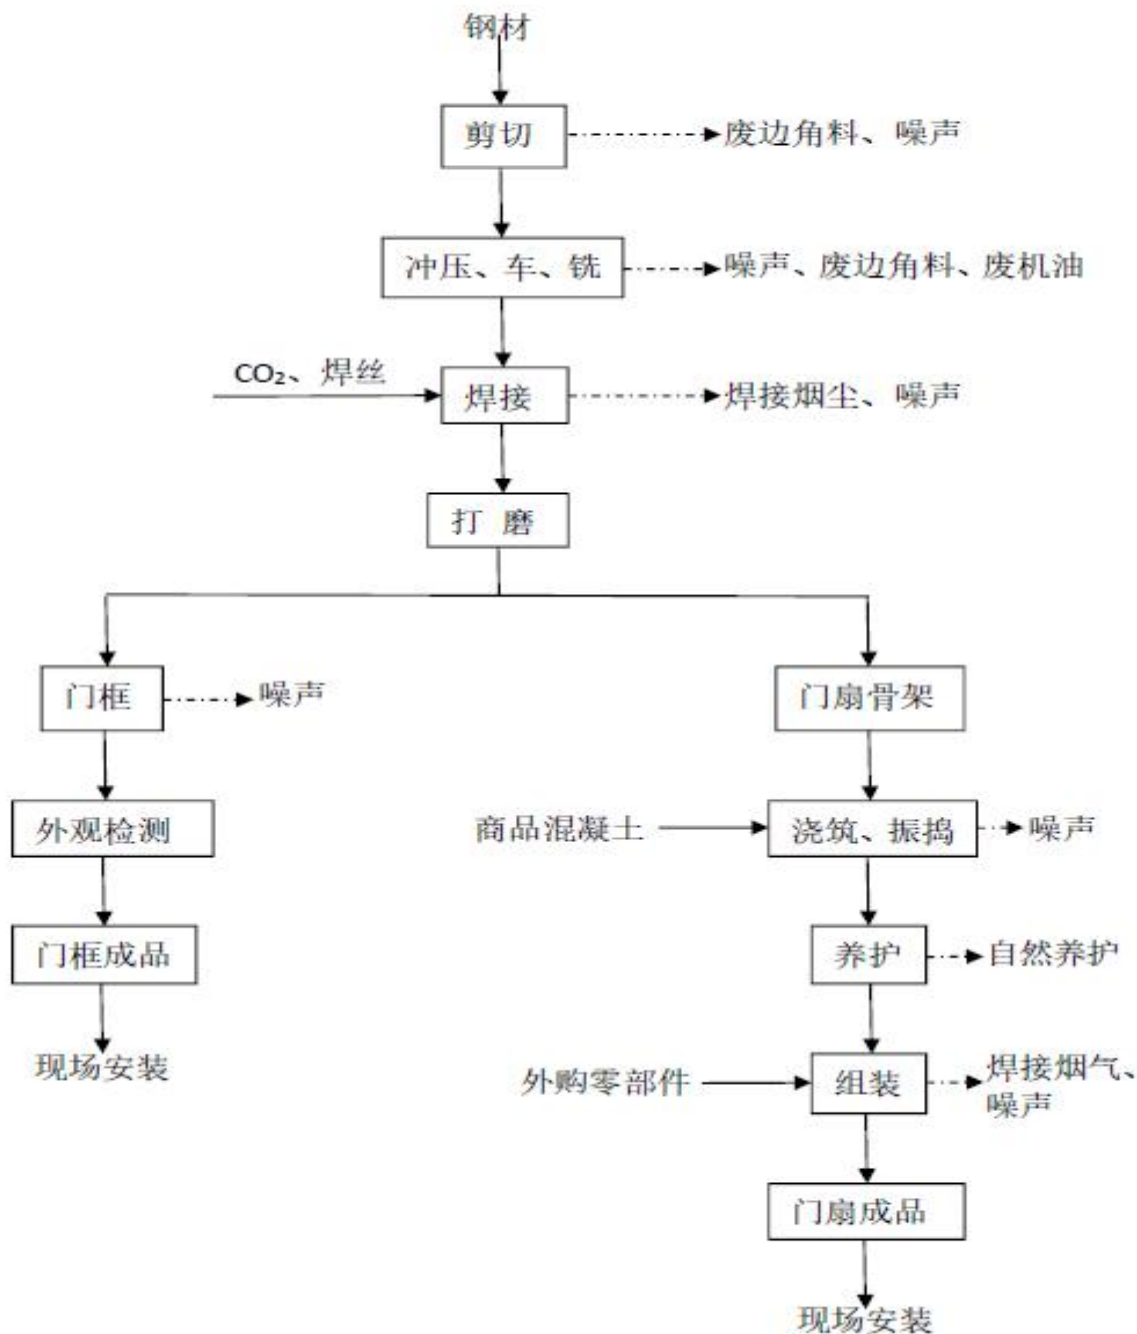 钢材
剪切
废边角料、噪声
冲压、车、铣
噪声、废边角料、废机油
CO₂、焊丝
焊接
焊接烟尘、噪声
打 磨
门框
噪声
门扇骨架
外观检测
商品混凝土
浇筑、振捣
噪声
门框成品
养护
自然养护
现场安装
外购零部件
组装
焊接烟气、
噪声
门扇成品
现场安装